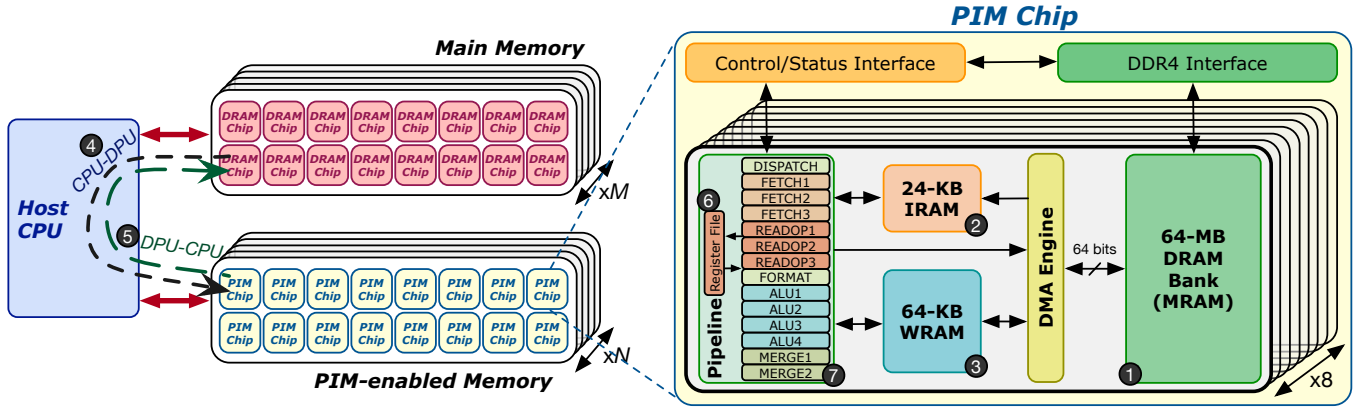 PIM Chip
Main Memory
Control/Status Interface
DDR4 Interface
DRAM Chip DRAM Chip DRAM Chip DRAM Chip DRAM Chip DRAM Chip DRAM Chip DRAM Chip
DRAM Chip DRAM Chip DRAM Chip DRAM Chip DRAM Chip DRAM Chip DRAM Chip DRAM Chip
xM
4
CPU-DPU
Host
CPU
5
DPU-CPU
PIM Chip PIM Chip PIM Chip PIM Chip PIM Chip PIM Chip PIM Chip PIM Chip
PIM Chip PIM Chip PIM Chip PIM Chip PIM Chip PIM Chip PIM Chip PIM Chip
xN
PIM-enabled Memory
Pipeline
6
Register File
DISPATCH
FETCH1
FETCH2
FETCH3
READOP1
READOP2
READOP3
FORMAT
ALU1
ALU2
ALU3
ALU4
MERGE1
MERGE2
7
24-KB
IRAM
2
64-KB
WRAM
3
DMA Engine
64 bits
64-MB
DRAM
Bank
(MRAM)
1
x8